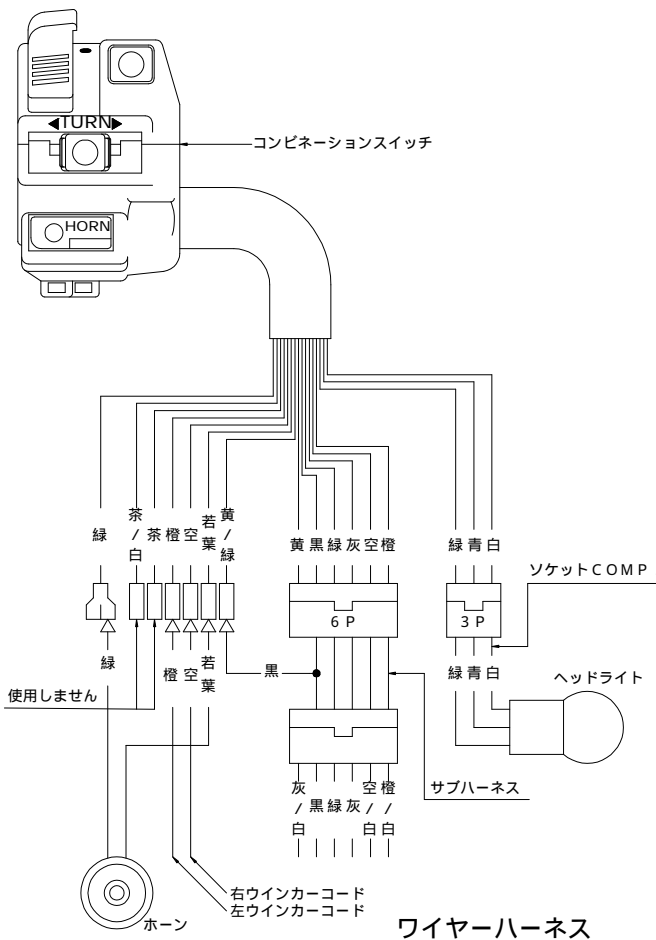 ◀TURN▶
コンビネーションスイッチ
HORN
緑
茶/白
茶
橙
空
若葉
黄/緑
黄
黒
緑
灰
空
橙
緑
青
白
ソケットCOMP
6P
3P
緑
橙
空
若葉
黒
緑
青
白
ヘッドライト
使用しません
サブハーネス
灰/白
黒
緑
灰
空/白
橙/白
右ウインカーコード
左ウインカーコード
ホーン
ワイヤーハーネス